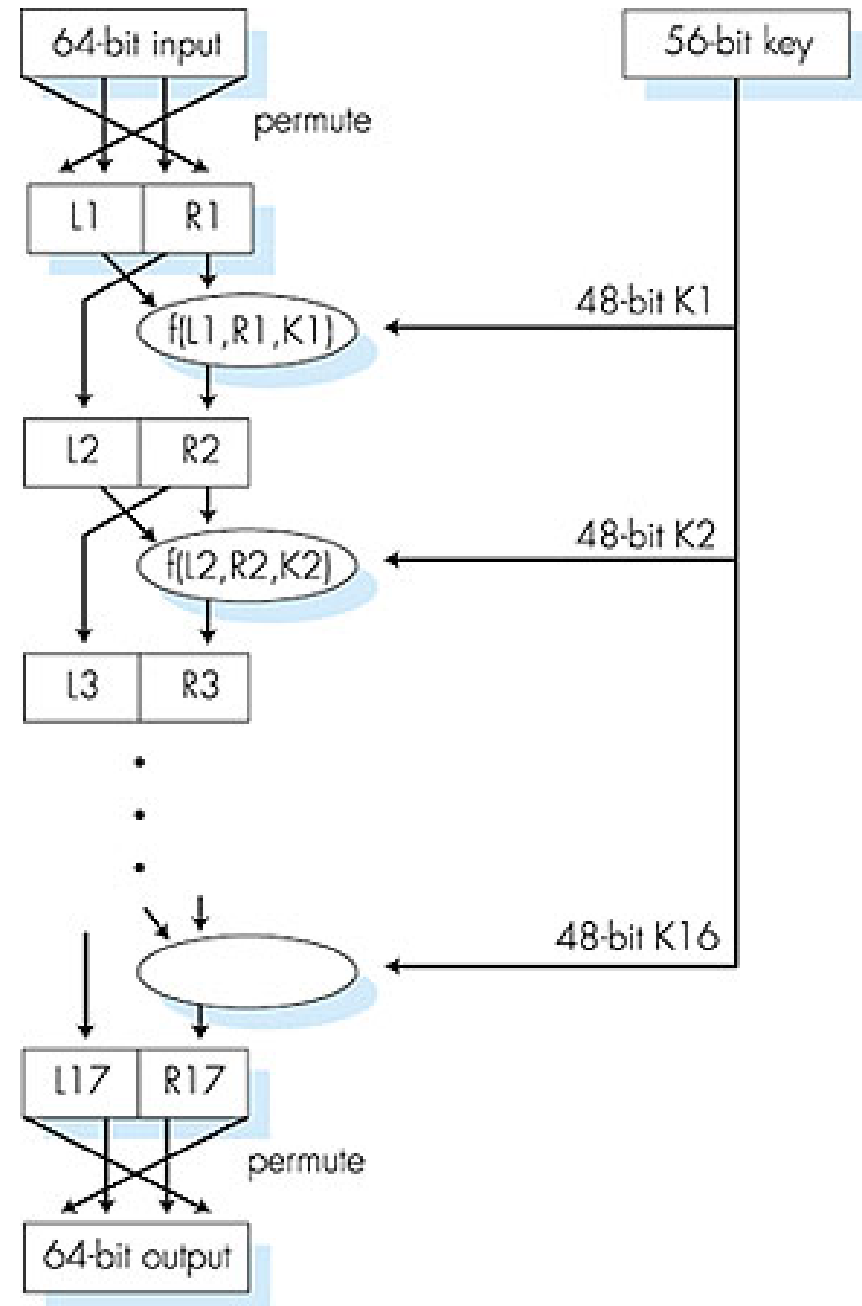 64-bit input
56-bit key
permute
L1 R1
48-bit K1
f(L1,R1,K1)
L2 R2
48-bit K2
f(L2,R2,K2)
L3 R3
48-bit K16
L17 R17
permute
64-bit output